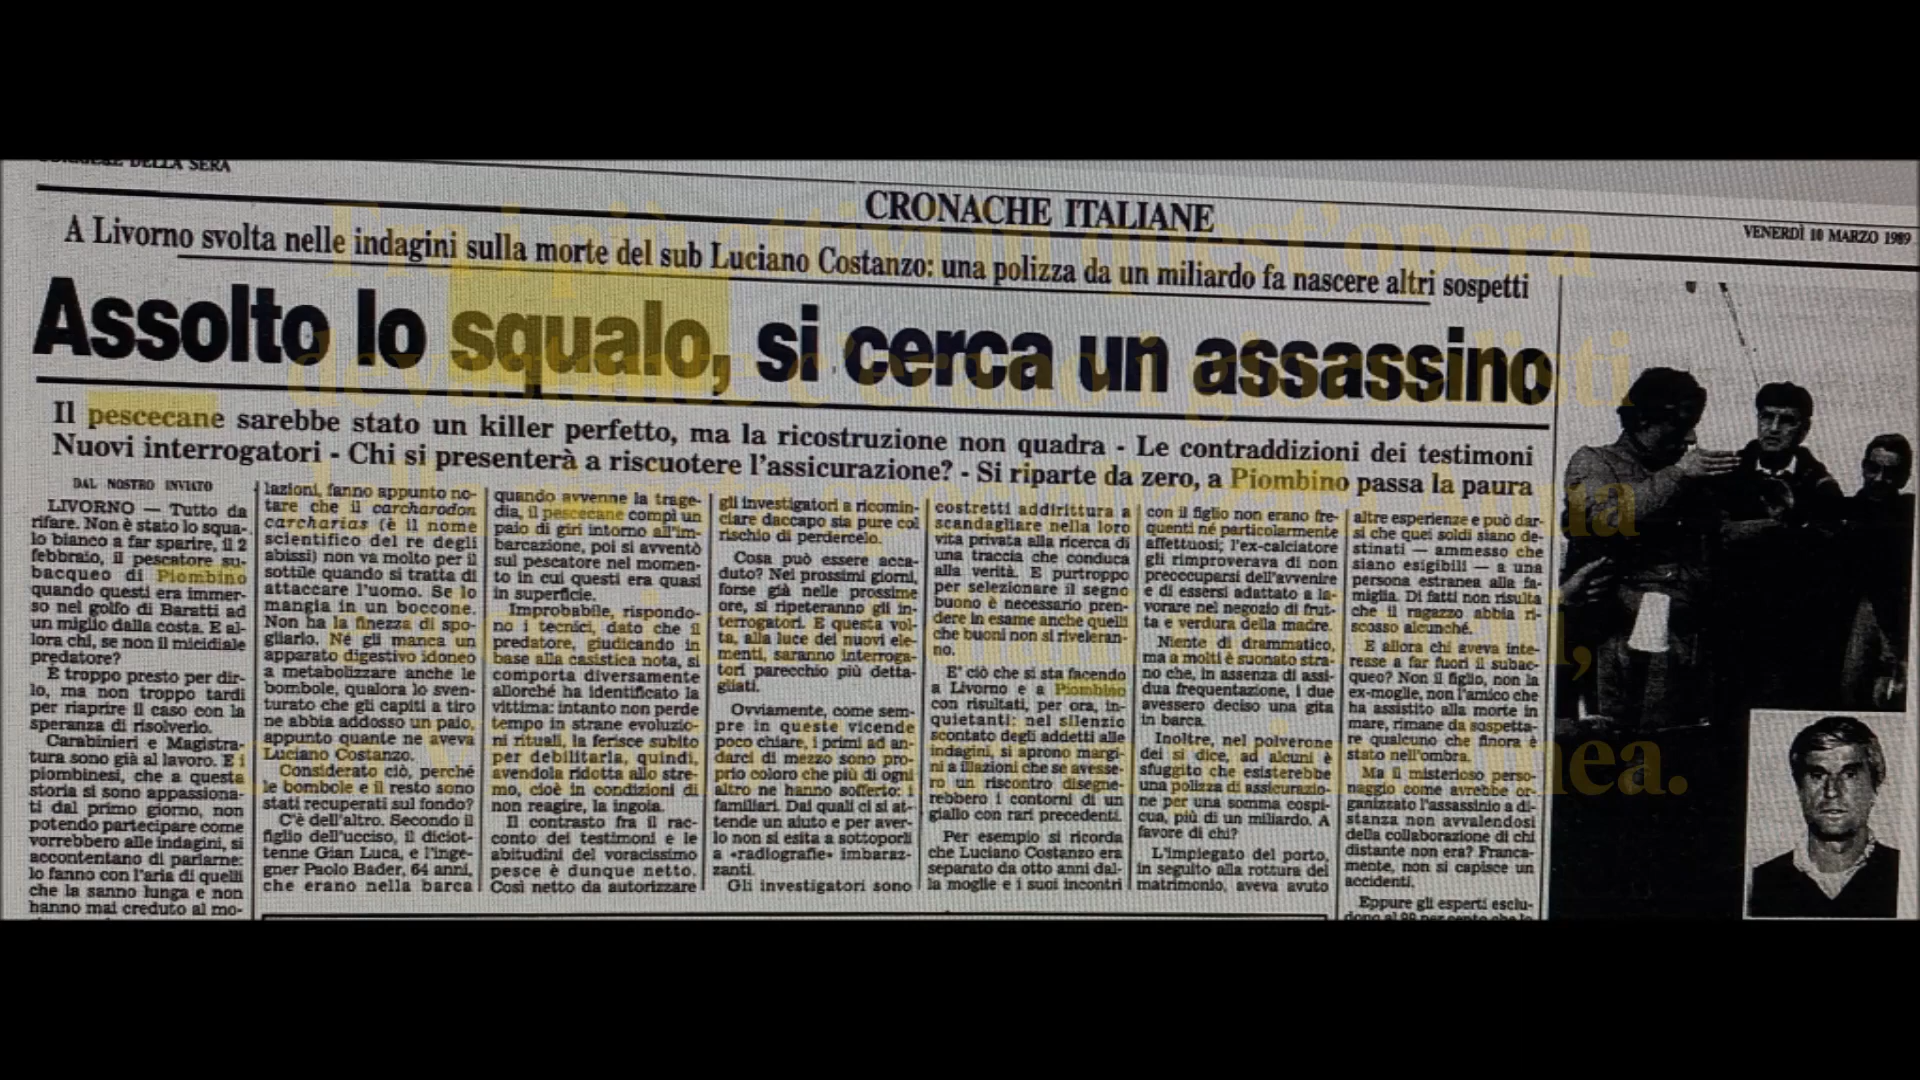 CORRIERE DELLA SERA
CRONACHE ITALIANE
VENERDÌ 10 MARZO 1989
A Livorno svolta nelle indagini sulla morte del sub Luciano Costanzo: una polizza da un miliardo fa nascere altri sospetti
Assolto lo squalo, si cerca un assassino
Il pescecane sarebbe stato un killer perfetto, ma la ricostruzione non quadra - Le contraddizioni dei testimoni
Nuovi interrogatori - Chi si presenterà a riscuotere l'assicurazione? - Si riparte da zero, a Piombino passa la paura
DAL NOSTRO INVIATO
LIVORNO — Tutto da
rifare. Non è stato lo squa-
lo bianco a far sparire, il 2
febbraio, il pescatore su-
bacqueo di Piombino
quando questi era immer-
so nel golfo di Baratti ad
un miglio dalla costa. E al-
lora chi, se non il micidiale
predatore?
È troppo presto per dir-
lo, ma non troppo tardi
per riaprire il caso con la
speranza di risolverlo.
Carabinieri e Magistra-
tura sono già al lavoro. E i
piombinesi, che a questa
storia si sono appassiona-
ti dal primo giorno, non
potendo partecipare come
vorrebbero alle indagini, si
accontentano di parlarne:
lo fanno con l'aria di quelli
che la sanno lunga e non
hanno mai creduto al mo-
lazioni, fanno appunto no-
tare che il carcharodon
carcharias (è il nome
scientifico del re degli
abissi) non va molto per il
sottile quando si tratta di
attaccare l'uomo. Se lo
mangia in un boccone.
Non ha la finezza di spo-
gliarlo. Né gli manca un
apparato digestivo idoneo
a metabolizzare anche le
bombole, qualora lo sven-
turato che gli capiti a tiro
ne abbia addosso un paio,
appunto quante ne aveva
Luciano Costanzo.
Considerato ciò, perché
le bombole e il resto sono
stati recuperati sul fondo?
C'è dell'altro. Secondo il
figlio dell'ucciso, il diciot-
tenne Gian Luca, e l'inge-
gner Paolo Bader, 64 anni,
che erano nella barca
quando avvenne la trage-
dia, il pescecane compì un
paio di giri intorno all'im-
barcazione, poi si avventò
sul pescatore nel momen-
to in cui questi era quasi
in superficie.
Improbabile, rispondo-
no i tecnici, dato che il
predatore, giudicando in
base alla casistica nota, si
comporta diversamente
allorché ha identificato la
vittima: intanto non perde
tempo in strane evoluzio-
ni rituali, la ferisce subito
per debilitarla, quindi,
avendola ridotta allo stre-
mo, cioè in condizioni di
non reagire, la ingoia.
Il contrasto fra il rac-
conto dei testimoni e le
abitudini del voracissimo
pesce è dunque netto.
Così netto da autorizzare
gli investigatori a ricomin-
ciare daccapo sia pure col
rischio di perdercelo.
Cosa può essere acca-
duto? Nei prossimi giorni,
forse già nelle prossime
ore, si ripeteranno gli in-
terrogatori. E questa vol-
ta, alla luce dei nuovi ele-
menti, saranno interroga-
tori parecchio più detta-
gliati.
Ovviamente, come sem-
pre in queste vicende
poco chiare, i primi ad an-
darci di mezzo sono pro-
prio coloro che più di ogni
altro ne hanno sofferto: i
familiari. Dai quali ci si at-
tende un aiuto e per aver-
lo non si esita a sottoporli
a «radiografie» imbaraz-
zanti.
Gli investigatori sono
costretti addirittura a
scandagliare nella loro
vita privata alla ricerca di
una traccia che conduca
alla verità. E purtroppo
per selezionare il segno
buono è necessario pren-
dere in esame anche quelli
che buoni non si riveleran-
no.
E' ciò che si sta facendo
a Livorno e a Piombino
con risultati, per ora, in-
quietanti: nel silenzio
scontato degli addetti alle
indagini, si aprono margi-
ni a illazioni che se avesse-
ro un riscontro disegne-
rebbero i contorni di un
giallo con rari precedenti.
Per esempio si ricorda
che Luciano Costanzo era
separato da otto anni dal-
la moglie e i suoi incontri
con il figlio non erano fre-
quenti né particolarmente
affettuosi; l'ex-calciatore
gli rimproverava di non
preoccuparsi dell'avvenire
e di essersi adattato a la-
vorare nel negozio di frut-
ta e verdura della madre.
Niente di drammatico,
ma a molti è suonato stra-
no che, in assenza di assi-
dua frequentazione, i due
avessero deciso una gita
in barca.
Inoltre, nel polverone
dei si dice, ad alcuni è
sfuggito che esisterebbe
una polizza di assicurazio-
ne per una somma cospi-
cua, più di un miliardo. A
favore di chi?
L'impiegato del porto,
in seguito alla rottura del
matrimonio, aveva avuto
altre esperienze e può dar-
si che quei soldi siano de-
stinati — ammesso che
siano esigibili — a una
persona estranea alla fa-
miglia. Di fatti non risulta
che il ragazzo abbia ri-
scosso alcunché.
E allora chi aveva inte-
resse a far fuori il subac-
queo? Non il figlio, non la
ex-moglie, non l'amico che
ha assistito alla morte in
mare, rimane da sospetta-
re qualcuno che finora è
stato nell'ombra.
Ma il misterioso perso-
naggio come avrebbe or-
ganizzato l'assassinio a di-
stanza non avvalendosi
della collaborazione di chi
distante non era? Franca-
mente, non si capisce un
accidenti.
Eppure gli esperti esclu-
dono al 99 per cento che lo